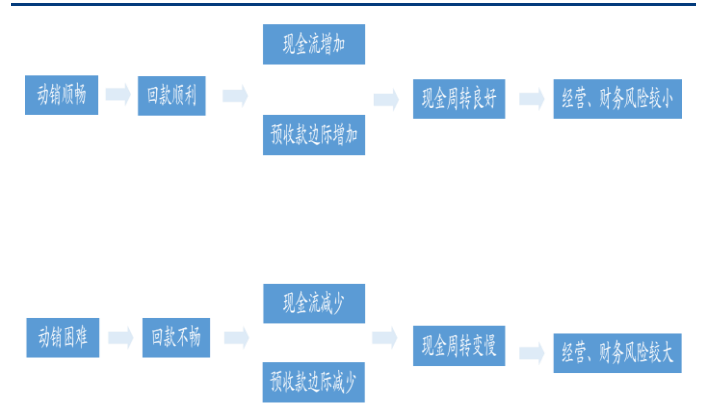 现金流增加
动销顺畅
回款顺利
预收款边际增加
现金周转良好
经营、财务风险较小
现金流减少
动销困难
回款不畅
预收款边际减少
现金周转变慢
经营、财务风险较大